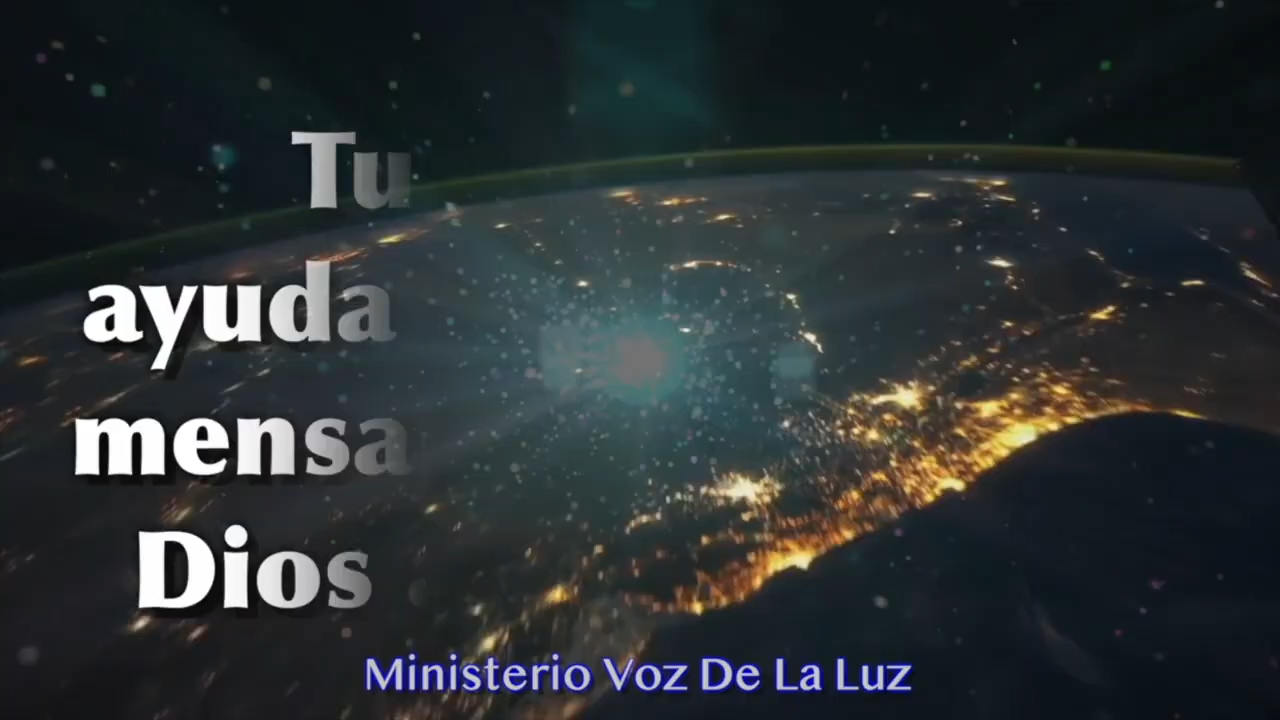 Tu
ayuda
mensa
Dios
Ministerio Voz De La Luz